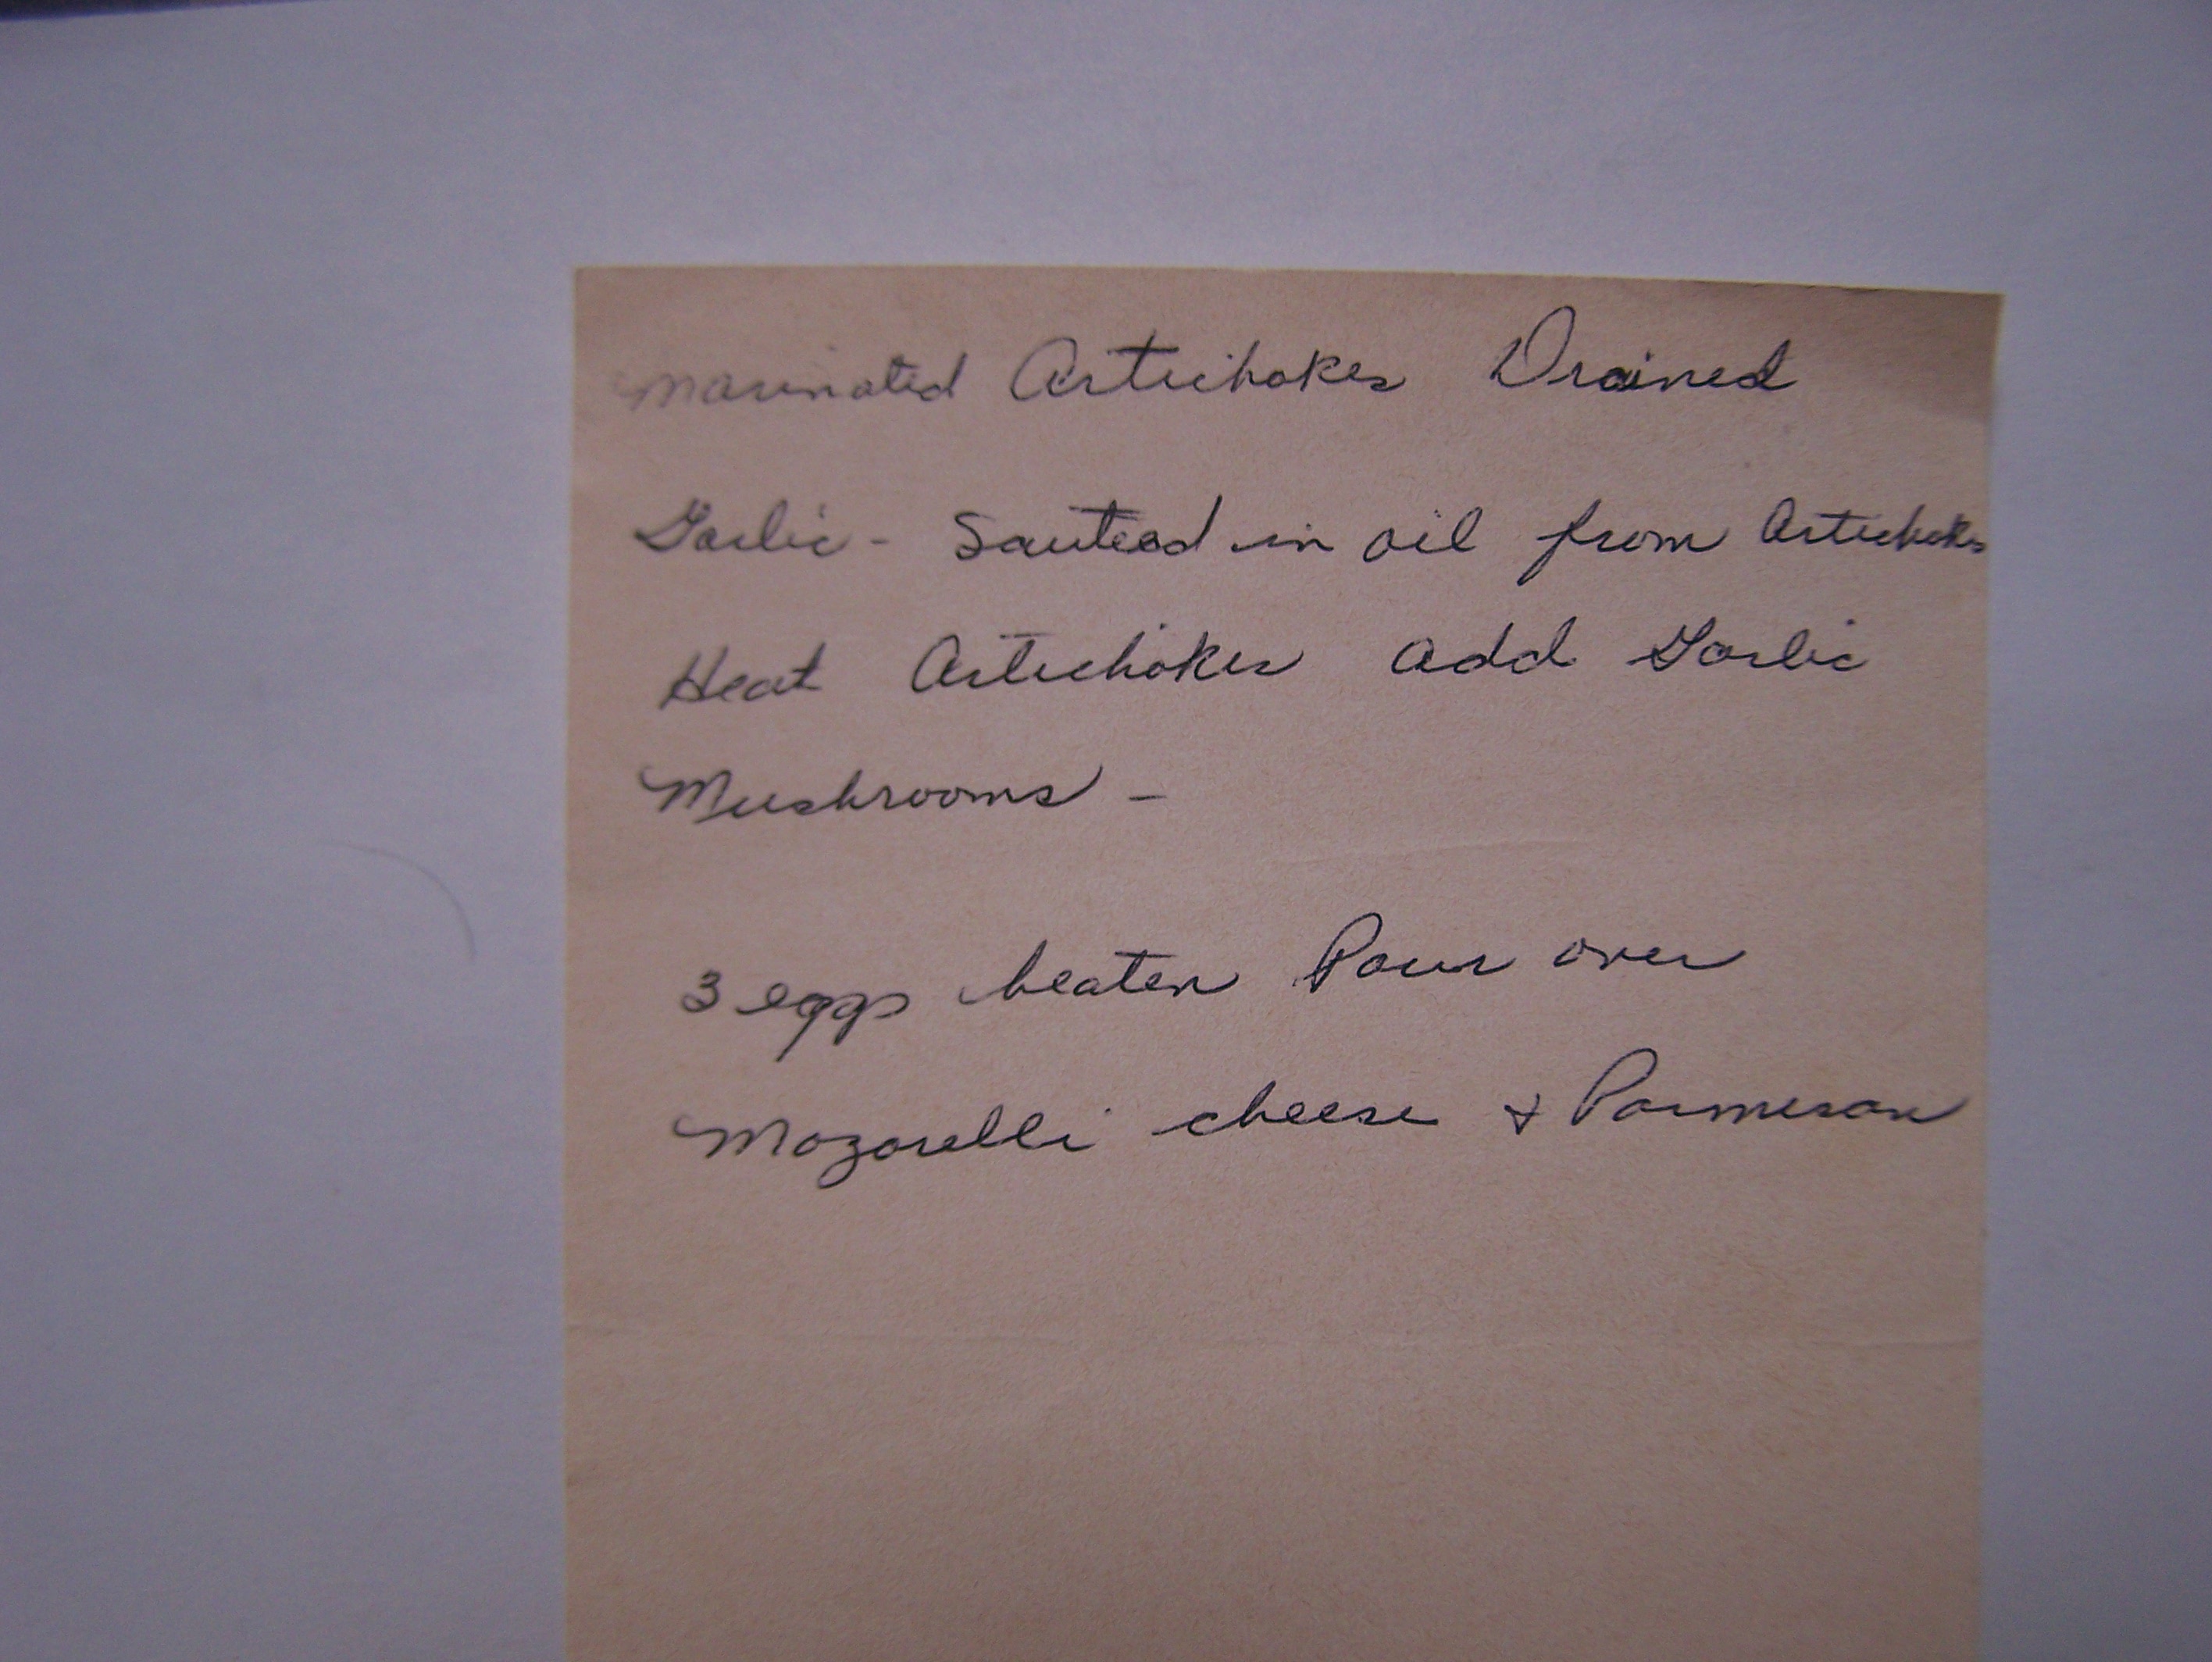 Marinated Artichokes Drained
Garlic - Sauteed in oil from Artichokes
Heat Artichokes add Garlic
Mushrooms -
3 eggs beaten Pour over
Mozarelli cheese & Parmesan